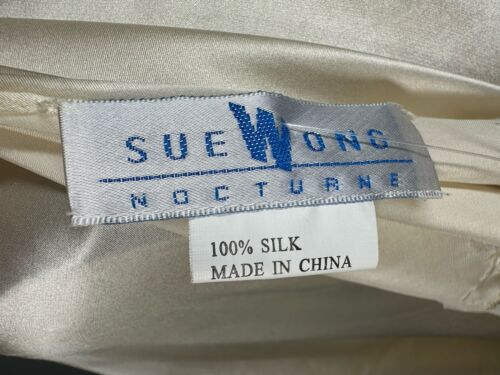 SUE WONG
NOCTURNE
100% SILK
MADE IN CHINA